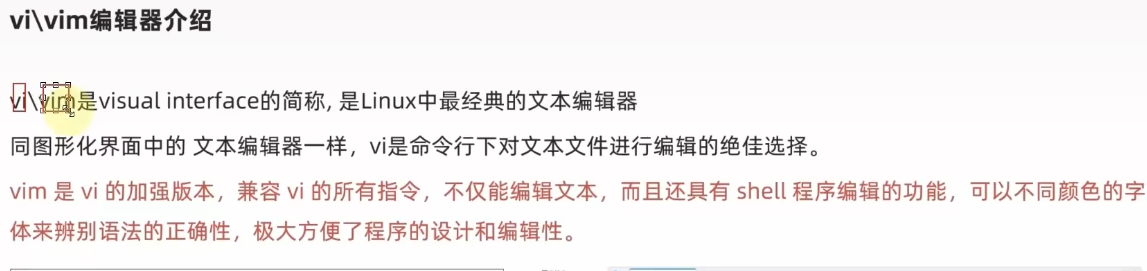 vi\vim编辑器介绍
vi\vim是visual interface的简称, 是Linux中最经典的文本编辑器
同图形化界面中的 文本编辑器一样，vi是命令行下对文本文件进行编辑的绝佳选择。
vim 是 vi 的加强版本，兼容 vi 的所有指令，不仅能编辑文本，而且还具有 shell 程序编辑的功能，可以不同颜色的字
体来辨别语法的正确性，极大方便了程序的设计和编辑性。